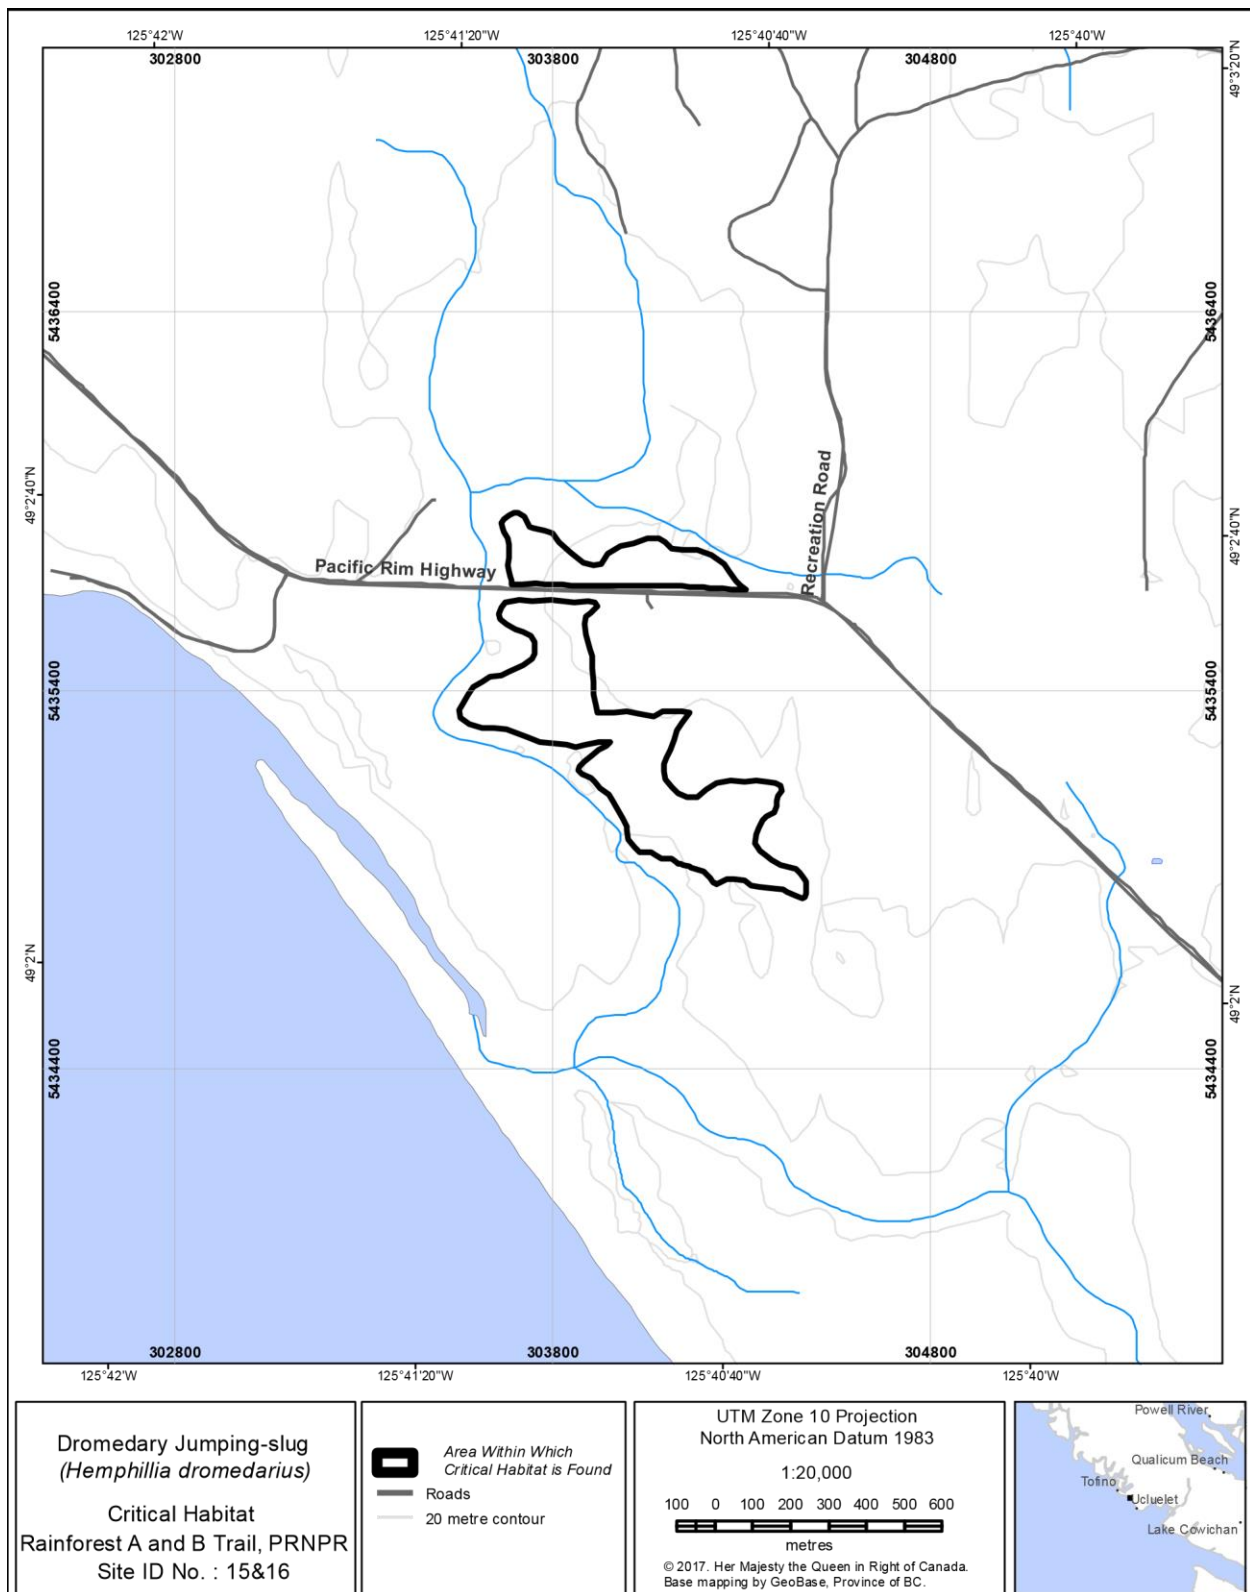 125°42'W 125°41'20"W 125°40'40"W 125°40'W
302800 303800 304800
49°3'20"N
5436400 5436400
49°2'40"N 49°2'40"N
Recreation Road
Pacific Rim Highway
5435400 5435400
49°2'N 49°2'N
5434400 5434400
302800 303800 304800
125°42'W 125°41'20"W 125°40'40"W 125°40'W
Dromedary Jumping-slug
(Hemphillia dromedarius)
Critical Habitat
Rainforest A and B Trail, PRNPR
Site ID No. : 15&16
Area Within Which
Critical Habitat is Found
Roads
20 metre contour
UTM Zone 10 Projection
North American Datum 1983
1:20,000
100 0 100 200 300 400 500 600
metres
© 2017. Her Majesty the Queen in Right of Canada.
Base mapping by GeoBase, Province of BC.
Powell River
Qualicum Beach
Tofino
Ucluelet
Lake Cowichan